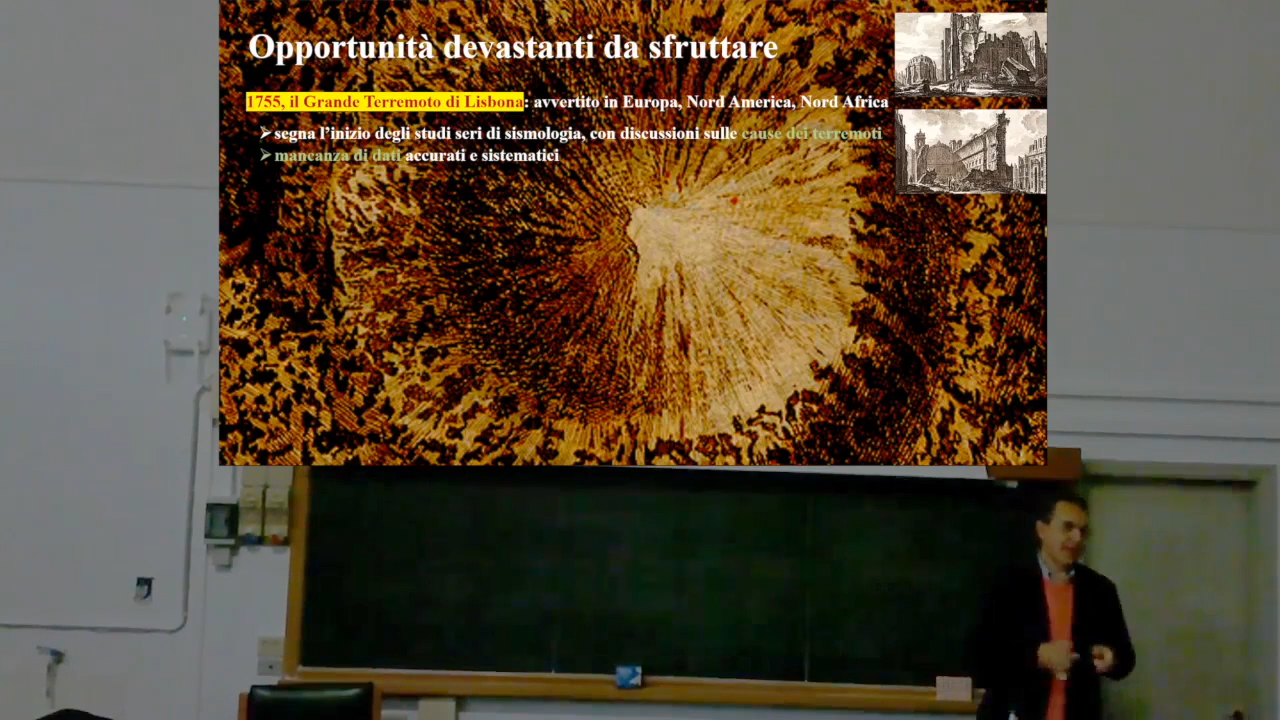 Opportunità devastanti da sfruttare
1755, il Grande Terremoto di Lisbona: avvertito in Europa, Nord America, Nord Africa
➢segna l'inizio degli studi seri di sismologia, con discussioni sulle cause dei terremoti
➢mancanza di dati accurati e sistematici